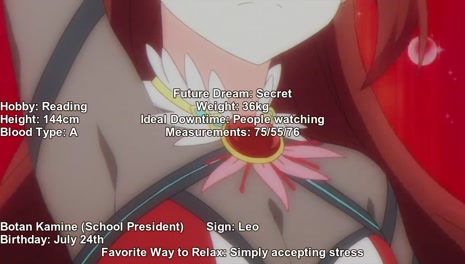 Future Dream: Secret
Hobby: Reading Weight: 36kg
Height: 144cm Ideal Downtime: People watching
Blood Type: A Measurements: 75/55/76
Botan Kamine (School President) Sign: Leo
Birthday: July 24th
Favorite Way to Relax: Simply accepting stress